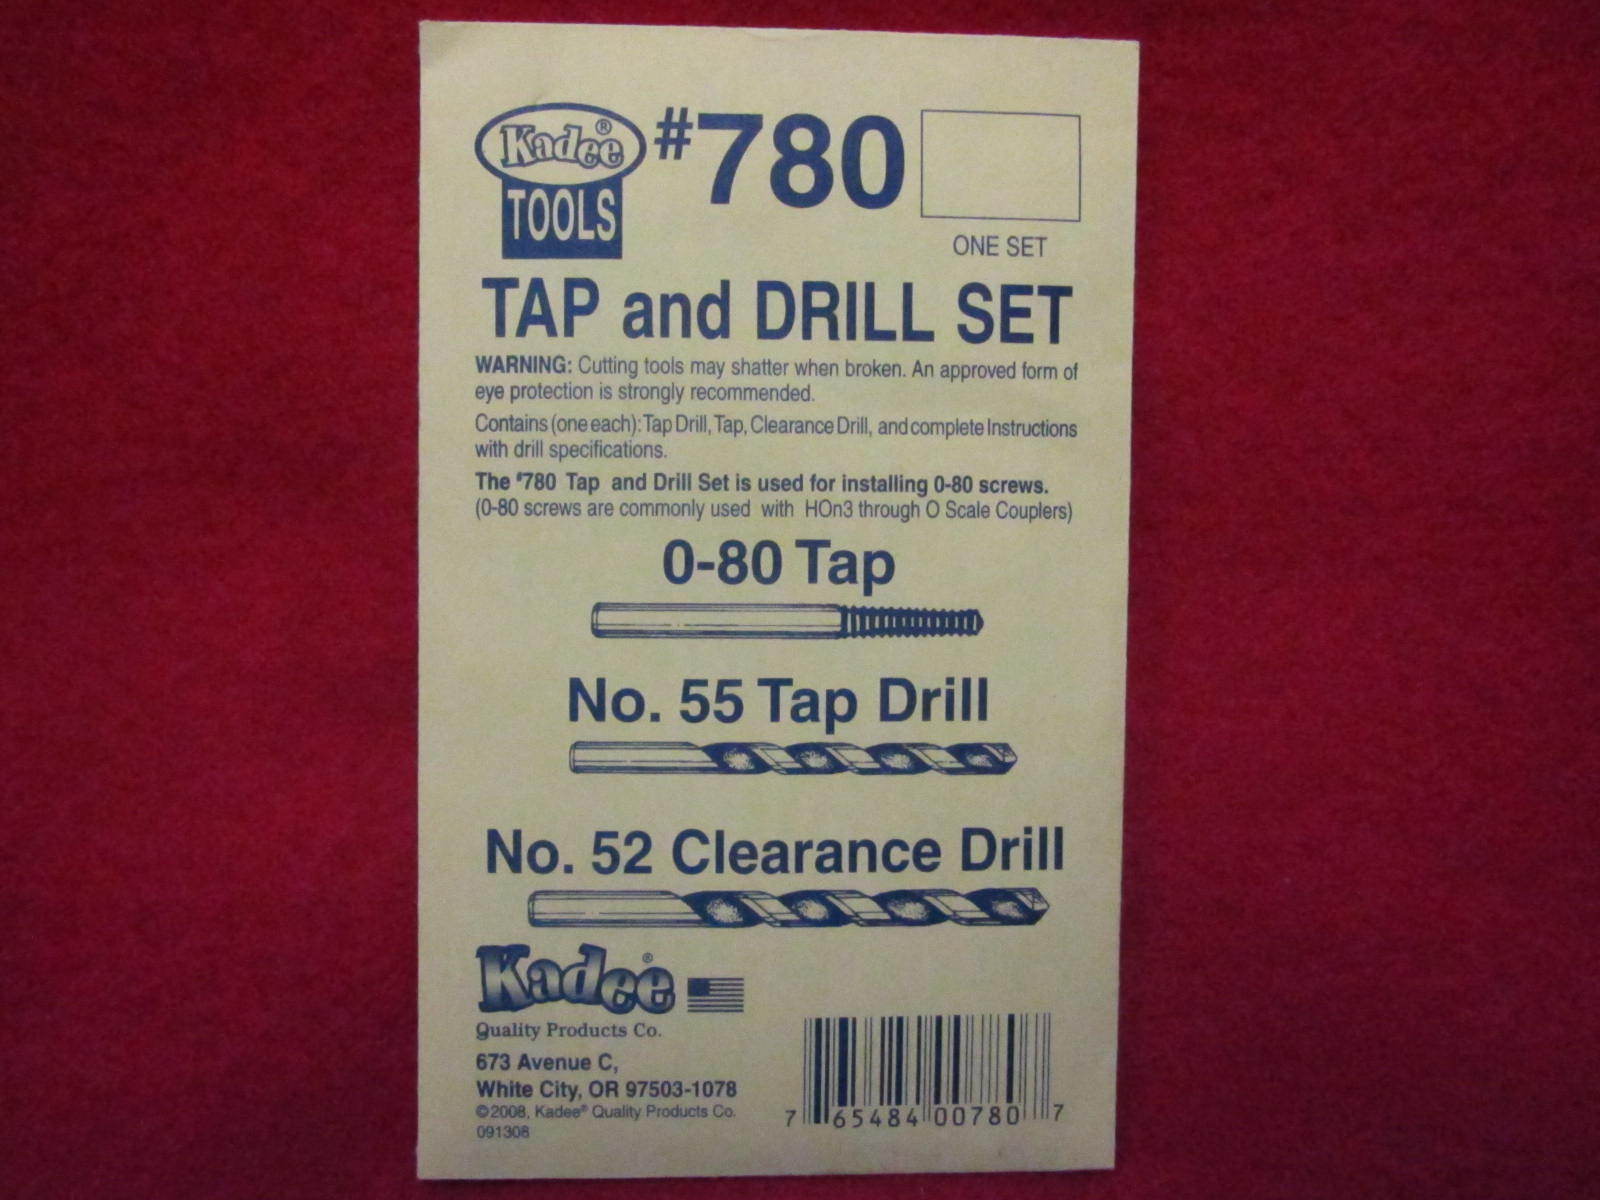 Kadee®
TOOLS
#780
ONE SET
TAP and DRILL SET
WARNING: Cutting tools may shatter when broken. An approved form of
eye protection is strongly recommended.
Contains (one each): Tap Drill, Tap, Clearance Drill, and complete Instructions
with drill specifications.
The #780 Tap and Drill Set is used for installing 0-80 screws.
(0-80 screws are commonly used with HOn3 through O Scale Couplers)
0-80 Tap
No. 55 Tap Drill
No. 52 Clearance Drill
Kadee®
Quality Products Co.
673 Avenue C,
White City, OR 97503-1078
©2008, Kadee® Quality Products Co.
091308
7 65484 00780 7